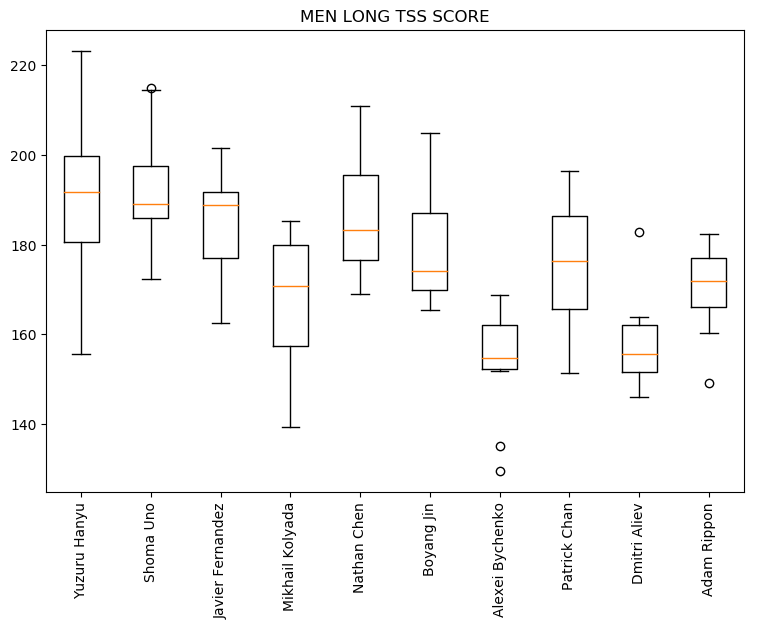 MEN LONG TSS SCORE
220
200
180
160
140
Yuzuru Hanyu
Shoma Uno
Javier Fernandez
Mikhail Kolyada
Nathan Chen
Boyang Jin
Alexei Bychenko
Patrick Chan
Dmitri Aliev
Adam Rippon